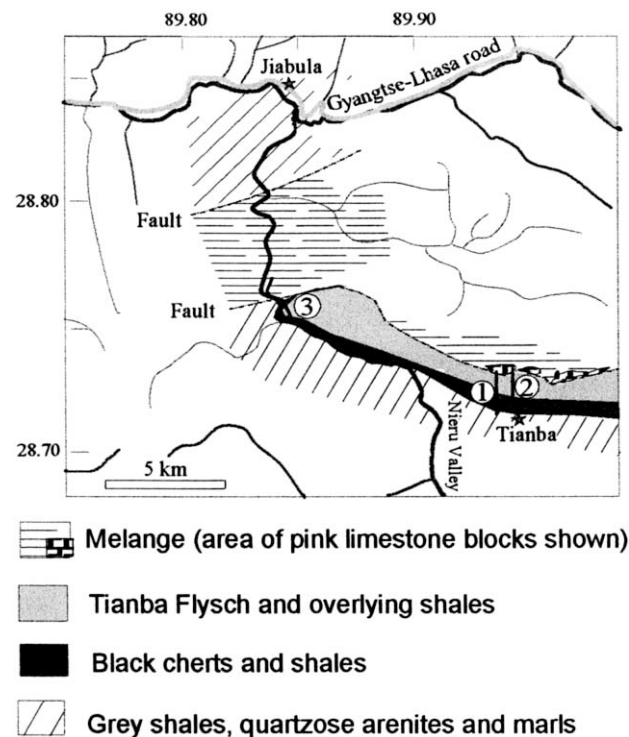 89.80 89.90
Jiabula
Gyangtse-Lhasa road
28.80
Fault
Fault
3
1 2
Tianba
Nieru Valley
28.70
5 km
Melange (area of pink limestone blocks shown)
Tianba Flysch and overlying shales
Black cherts and shales
Grey shales, quartzose arenites and marls